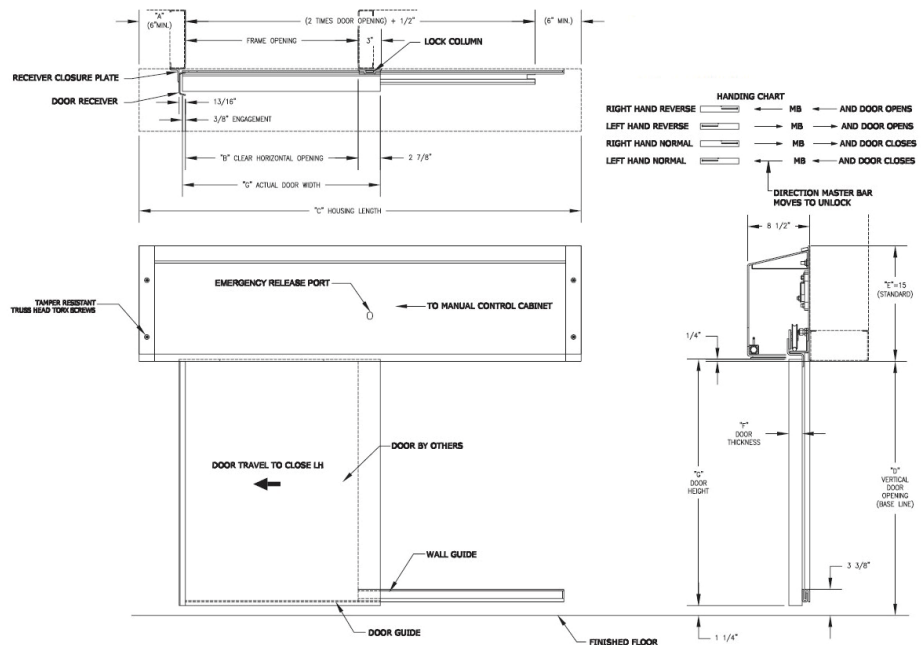 "A"
(6"MIN.)
(2 TIMES DOOR OPENING) + 1/2"
(6" MIN.)
FRAME OPENING
3"
LOCK COLUMN
RECEIVER CLOSURE PLATE
DOOR RECEIVER
13/16"
3/8" ENGAGEMENT
"B" CLEAR HORIZONTAL OPENING
2 7/8"
"G" ACTUAL DOOR WIDTH
"C" HOUSING LENGTH
HANDING CHART
RIGHT HAND REVERSE MB AND DOOR OPENS
LEFT HAND REVERSE MB AND DOOR OPENS
RIGHT HAND NORMAL MB AND DOOR CLOSES
LEFT HAND NORMAL MB AND DOOR CLOSES
DIRECTION MASTER BAR
MOVES TO UNLOCK
8 1/2"
EMERGENCY RELEASE PORT
TO MANUAL CONTROL CABINET
TAMPER RESISTANT
TRUSS HEAD TORX SCREWS
"E"=15
(STANDARD)
1/4"
"F"
DOOR
THICKNESS
DOOR BY OTHERS
DOOR TRAVEL TO CLOSE LH
"G"
DOOR
HEIGHT
"D"
VERTICAL
DOOR
OPENING
(BASE LINE)
WALL GUIDE
3 3/8"
DOOR GUIDE
FINISHED FLOOR
1 1/4"